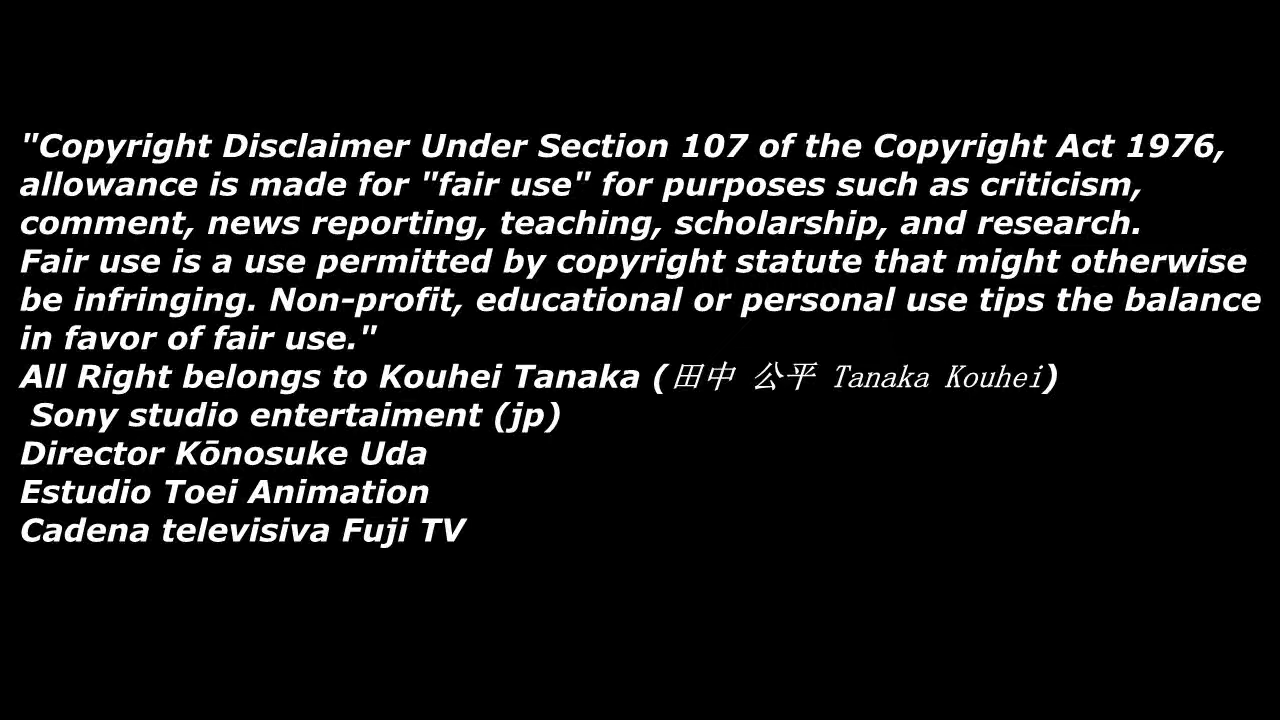 "Copyright Disclaimer Under Section 107 of the Copyright Act 1976,
allowance is made for "fair use" for purposes such as criticism,
comment, news reporting, teaching, scholarship, and research.
Fair use is a use permitted by copyright statute that might otherwise
be infringing. Non-profit, educational or personal use tips the balance
in favor of fair use."
All Right belongs to Kouhei Tanaka (田中 公平 Tanaka Kouhei)
Sony studio entertaiment (jp)
Director Kōnosuke Uda
Estudio Toei Animation
Cadena televisiva Fuji TV